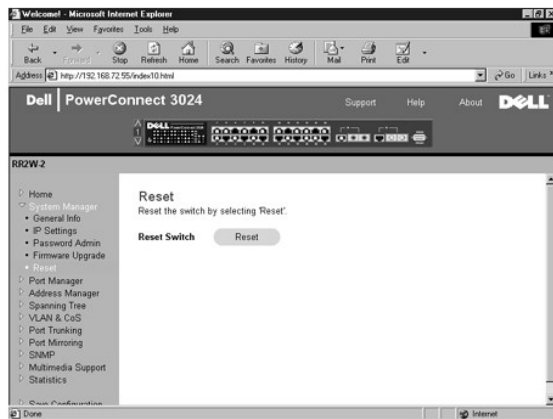 Welcome! - Microsoft Internet Explorer
File Edit View Favorites Tools Help
Back Forward Stop Refresh Home Search Favorites History Mail Print Edit
Address http://192.168.72.55/index10.html Go Links
Dell | PowerConnect 3024 Support Help About DELL
DELL
RR2W-2
Home
System Manager
General Info
IP Settings
Password Admin
Firmware Upgrade
Reset
Port Manager
Address Manager
Spanning Tree
VLAN & CoS
Port Trunking
Port Mirroring
SNMP
Multimedia Support
Statistics
Save Configuration
Reset
Reset the switch by selecting 'Reset'.
Reset Switch Reset
Done Internet